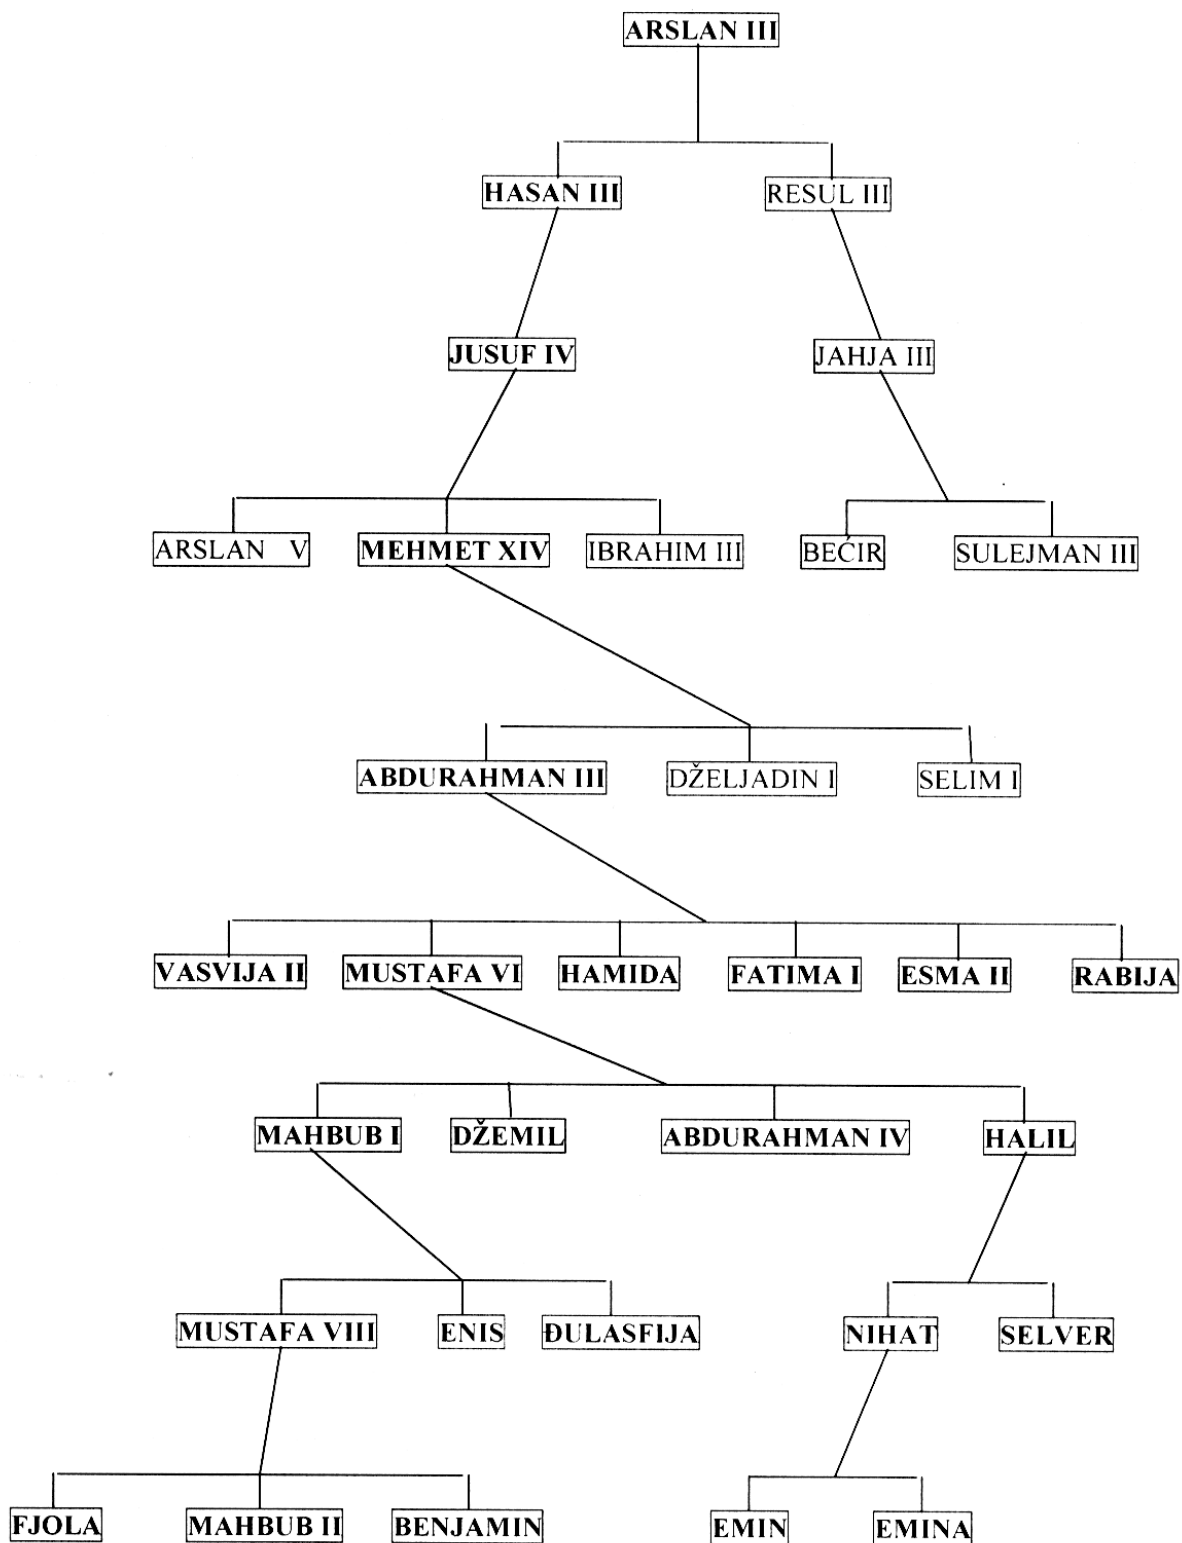 ARSLAN III
HASAN III RESUL III
JUSUF IV JAHJA III
ARSLAN V MEHMET XIV IBRAHIM III BEĆIR SULEJMAN III
ABDURAHMAN III DŽELJADIN I SELIM I
VASVIJA II MUSTAFA VI HAMIDA FATIMA I ESMA II RABIJA
MAHBUB I DŽEMIL ABDURAHMAN IV HALIL
MUSTAFA VIII ENIS ĐULASFIJA NIHAT SELVER
FJOLA MAHBUB II BENJAMIN EMIN EMINA